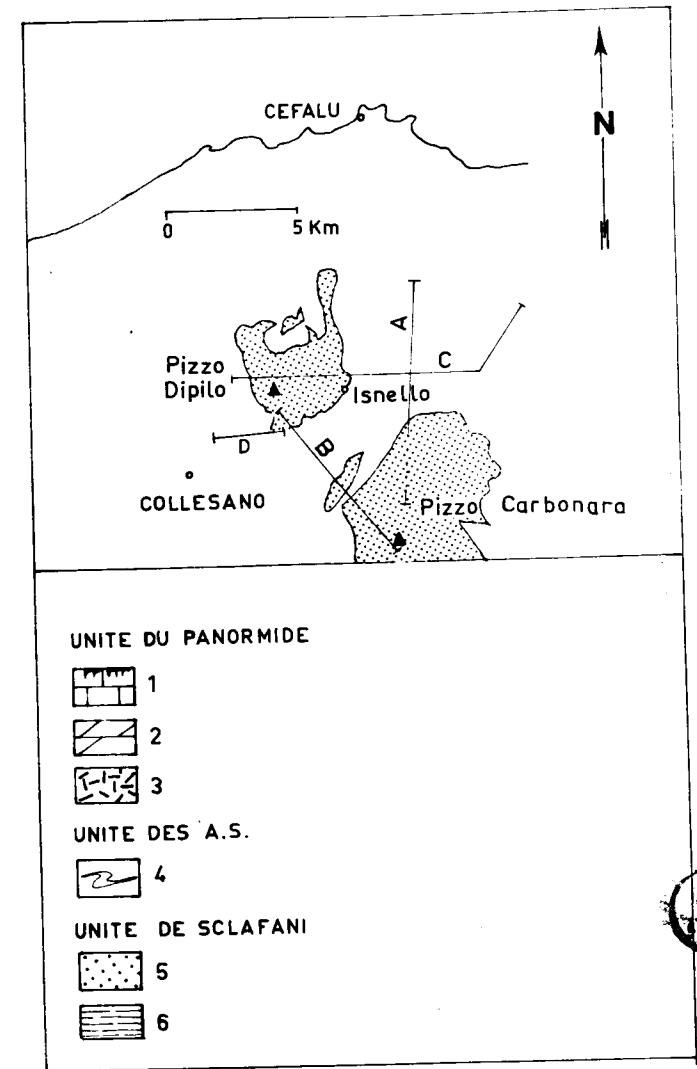 CEFALU
N
0 5 Km
A
C
Pizzo
Dipilo
Isnello
B
D
COLLESANO
Pizzo Carbonara
UNITE DU PANORMIDE
1
2
3
UNITE DES A.S.
4
UNITE DE SCLAFANI
5
6